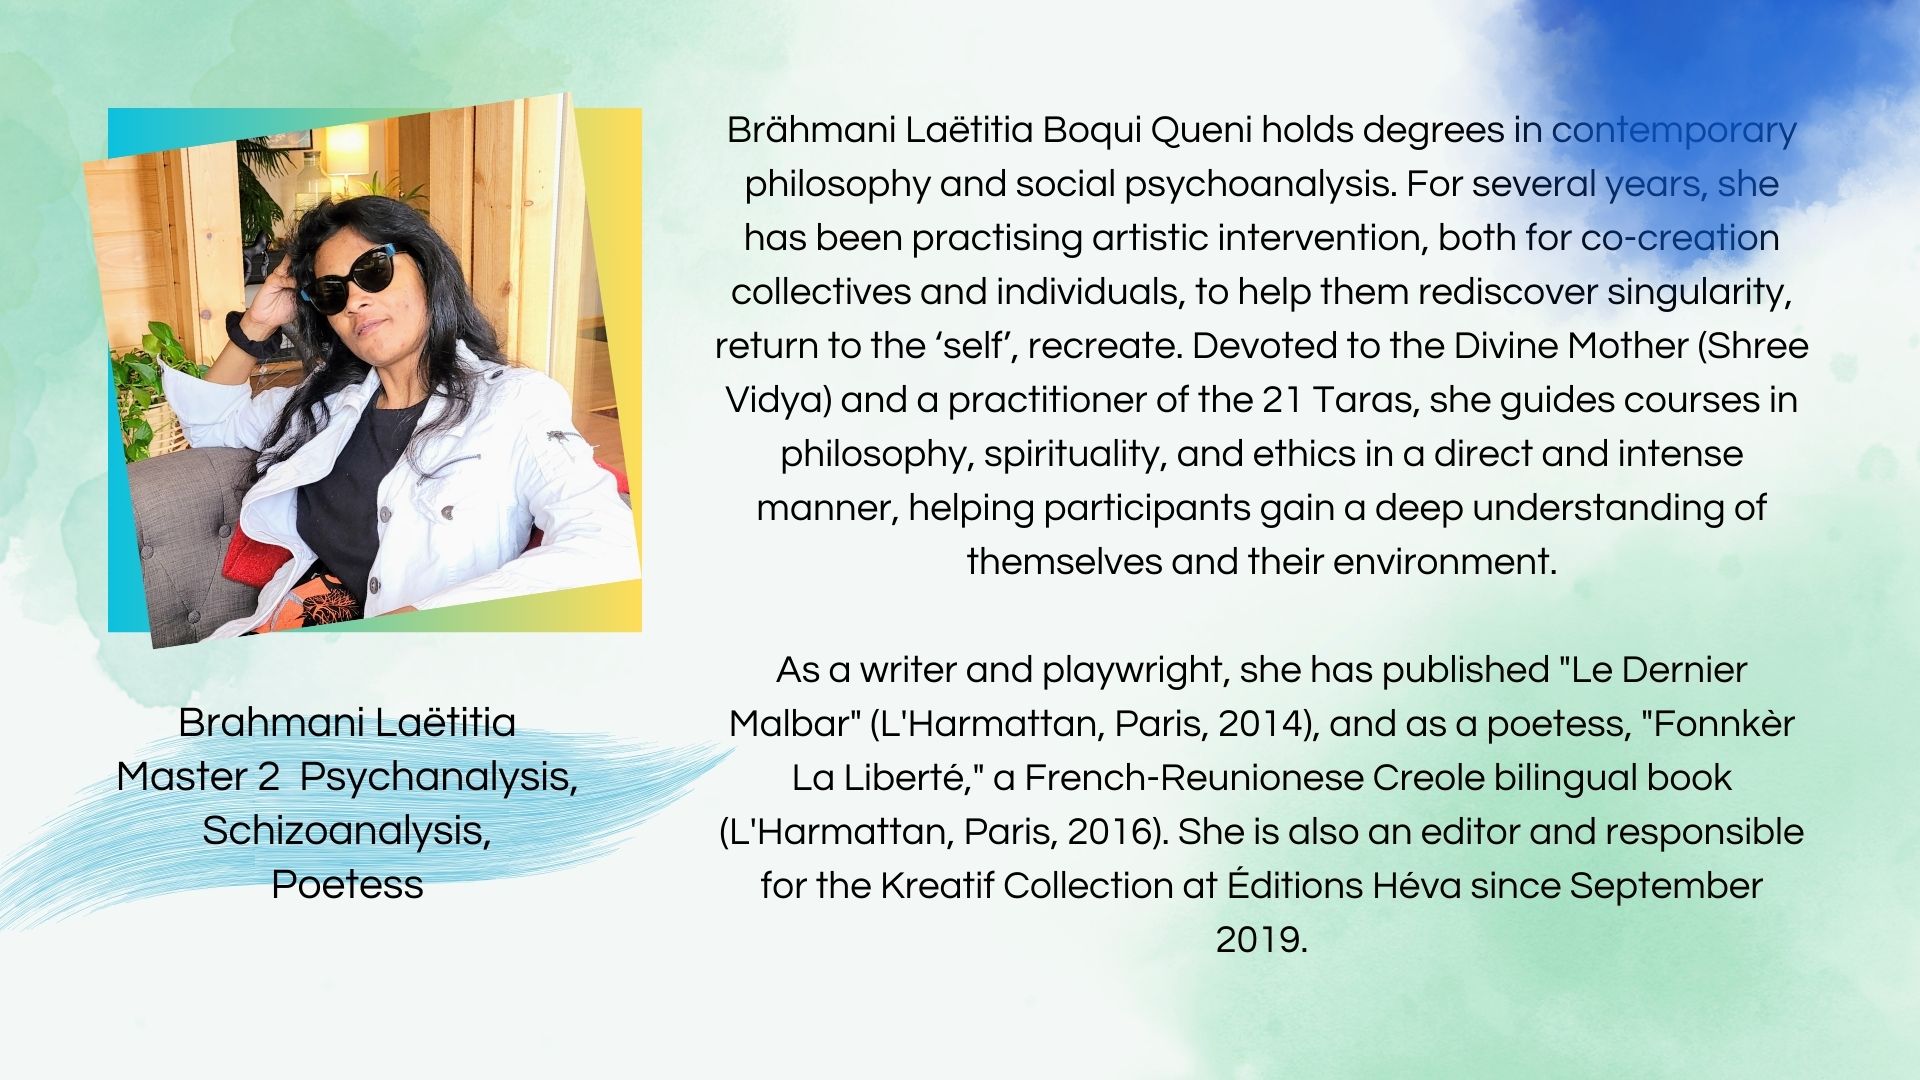 Brähmani Laëtitia Boqui Queni holds degrees in contemporary
philosophy and social psychoanalysis. For several years, she
has been practising artistic intervention, both for co-creation
collectives and individuals, to help them rediscover singularity,
return to the ‘self’, recreate. Devoted to the Divine Mother (Shree
Vidya) and a practitioner of the 21 Taras, she guides courses in
philosophy, spirituality, and ethics in a direct and intense
manner, helping participants gain a deep understanding of
themselves and their environment.
As a writer and playwright, she has published "Le Dernier
Malbar" (L'Harmattan, Paris, 2014), and as a poetess, "Fonnkèr
La Liberté," a French-Reunionese Creole bilingual book
(L'Harmattan, Paris, 2016). She is also an editor and responsible
for the Kreatif Collection at Éditions Héva since September
2019.
Brahmani Laëtitia
Master 2  Psychanalysis,
Schizoanalysis,
Poetess